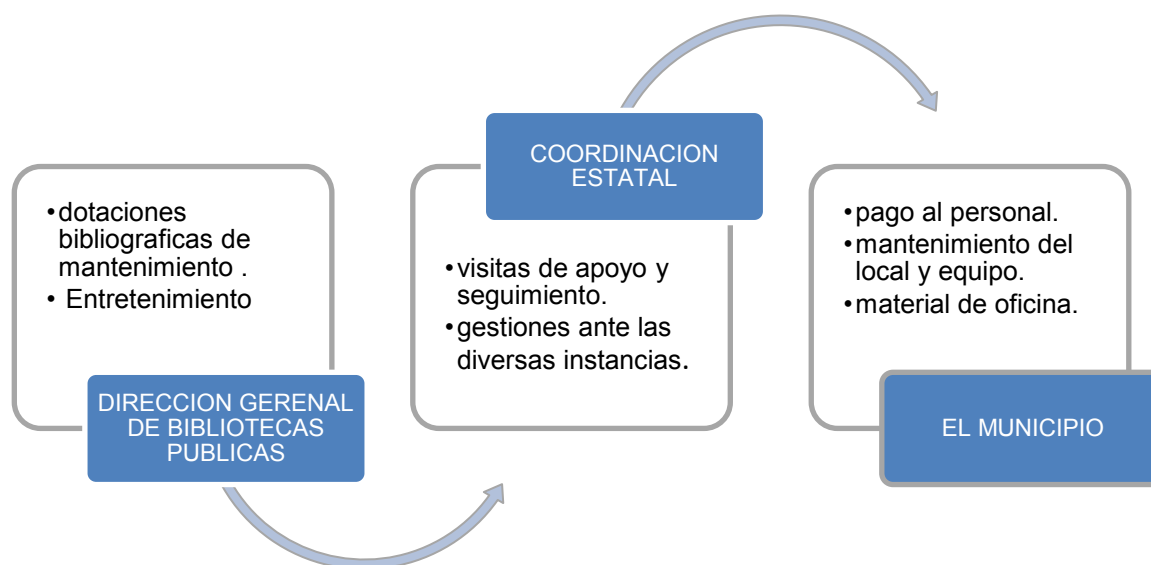 •dotaciones
bibliograficas de
mantenimiento .
• Entretenimiento
DIRECCION GERENAL
DE BIBLIOTECAS
PUBLICAS
COORDINACION
ESTATAL
•visitas de apoyo y
seguimiento.
•gestiones ante las
diversas instancias.
•pago al personal.
•mantenimiento del
local y equipo.
•material de oficina.
EL MUNICIPIO